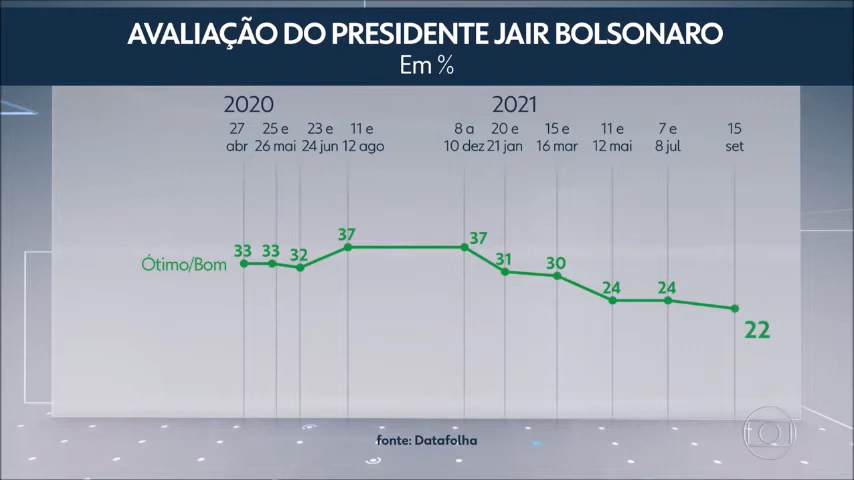 AVALIAÇÃO DO PRESIDENTE JAIR BOLSONARO
Em %
2020 2021
27 25 e 23 e 11 e 8 a 20 e 15 e 11 e 7 e 15
abr 26 mai 24 jun 12 ago 10 dez 21 jan 16 mar 12 mai 8 jul set
33 33 32 37 37 31 30 24 24 22
Ótimo/Bom
fonte: Datafolha